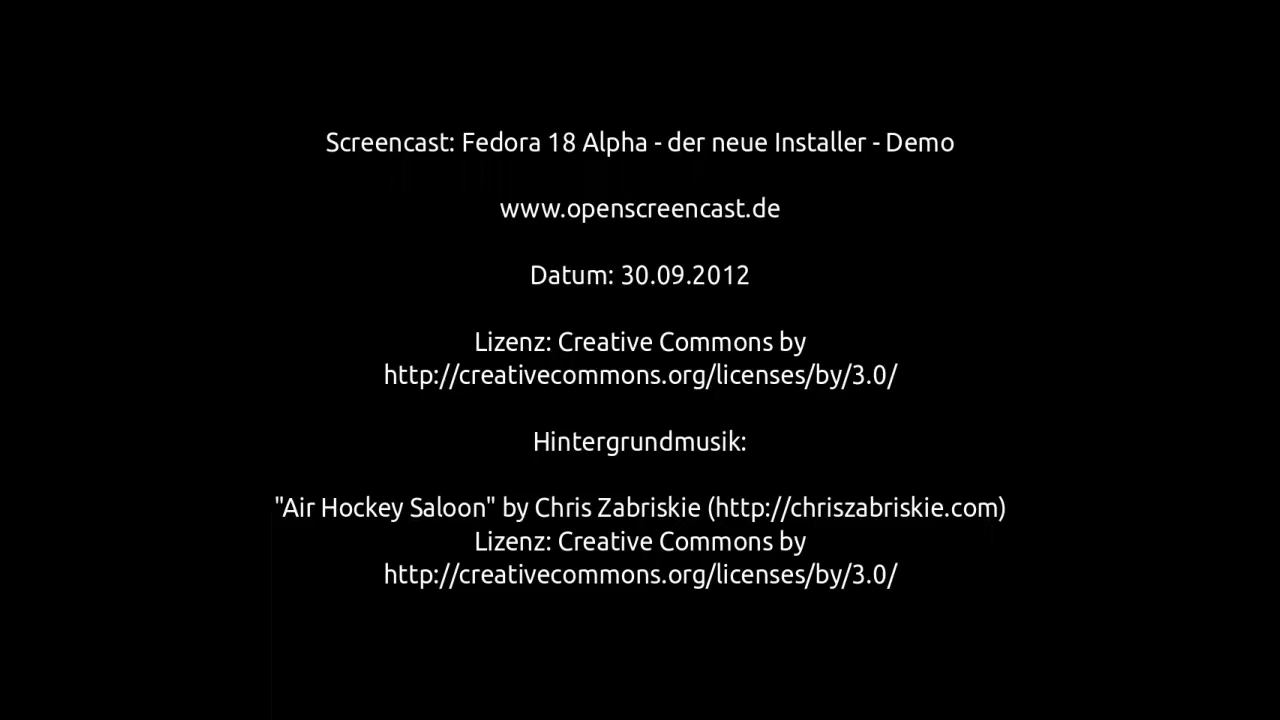 Screencast: Fedora 18 Alpha - der neue Installer - Demo
www.openscreencast.de
Datum: 30.09.2012
Lizenz: Creative Commons by
http://creativecommons.org/licenses/by/3.0/
Hintergrundmusik:
"Air Hockey Saloon" by Chris Zabriskie (http://chriszabriskie.com)
Lizenz: Creative Commons by
http://creativecommons.org/licenses/by/3.0/